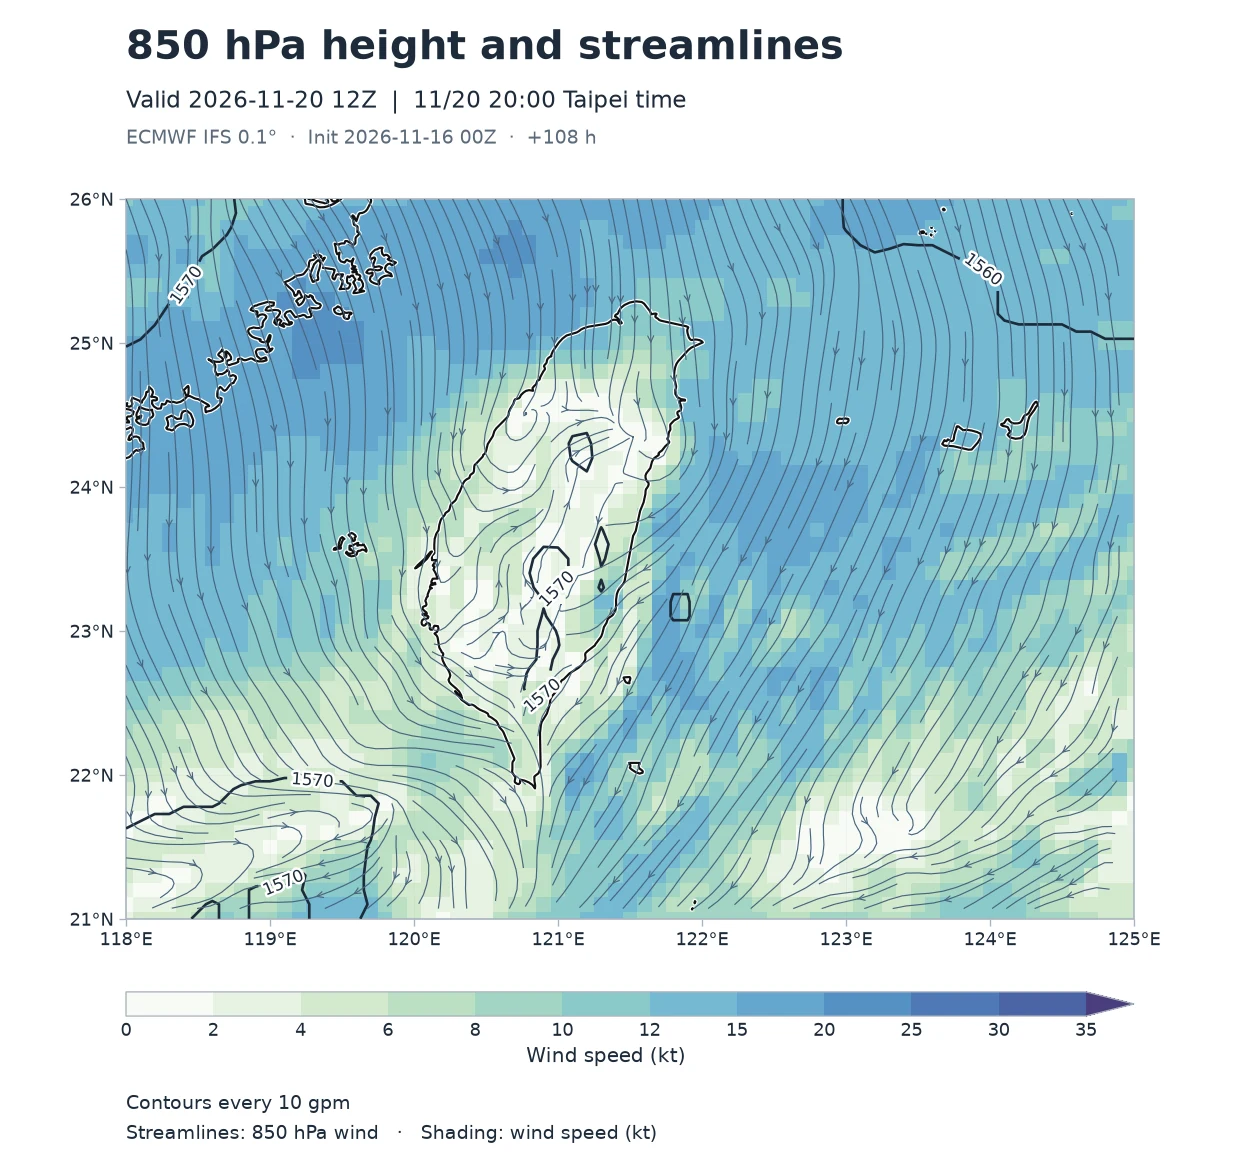 850 hPa height and streamlines
Valid 2026-11-20 12Z | 11/20 20:00 Taipei time
ECMWF IFS 0.1° · Init 2026-11-16 00Z · +108 h
26°N
1560
1570
25°N
24°N
1570
23°N
1570
22°N
1570
1570
21°N
118°E 119°E 120°E 121°E 122°E 123°E 124°E 125°E
0 2 4 6 8 10 12 15 20 25 30 35
Wind speed (kt)
Contours every 10 gpm
Streamlines: 850 hPa wind · Shading: wind speed (kt)